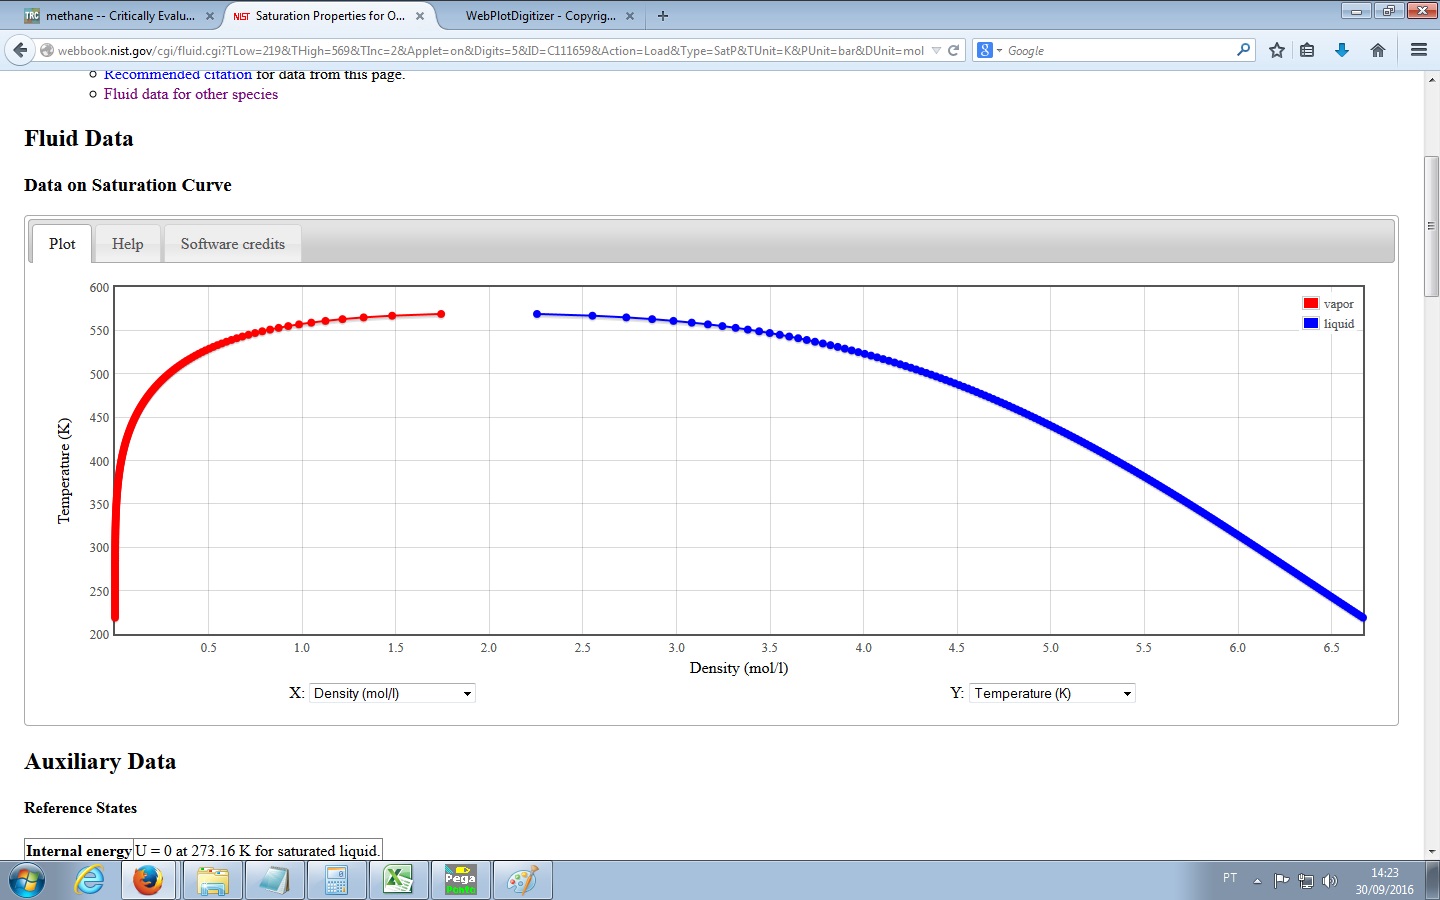 TRC methane -- Critically Evalu...
NIST Saturation Properties for O...
WebPlotDigitizer - Copyrig...
webbook.nist.gov/cgi/fluid.cgi?TLow=219&THigh=569&TInc=2&Applet=on&Digits=5&ID=C111659&Action=Load&Type=SatP&TUnit=K&PUnit=bar&DUnit=mol
8 Google
Recommended citation for data from this page.
Fluid data for other species
Fluid Data
Data on Saturation Curve
Plot Help Software credits
600
550
500
450
400
350
300
250
200
Temperature (K)
vapor
liquid
0.5 1.0 1.5 2.0 2.5 3.0 3.5 4.0 4.5 5.0 5.5 6.0 6.5
Density (mol/l)
X: Density (mol/l) Y: Temperature (K)
Auxiliary Data
Reference States
Internal energy U = 0 at 273.16 K for saturated liquid.
Pega
Ponto
PT
14:23
30/09/2016